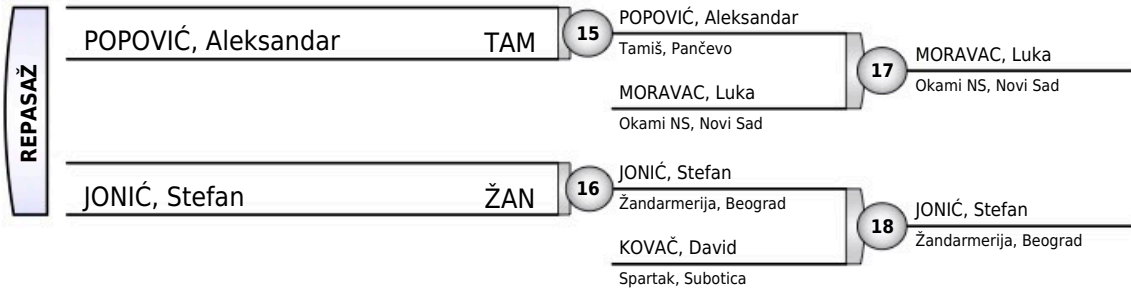 REPASAŽ
POPOVIĆ, Aleksandar TAM
15
POPOVIĆ, Aleksandar
Tamiš, Pančevo
MORAVAC, Luka
Okami NS, Novi Sad
17
MORAVAC, Luka
Okami NS, Novi Sad
JONIĆ, Stefan ŽAN
16
JONIĆ, Stefan
Žandarmerija, Beograd
KOVAČ, David
Spartak, Subotica
18
JONIĆ, Stefan
Žandarmerija, Beograd